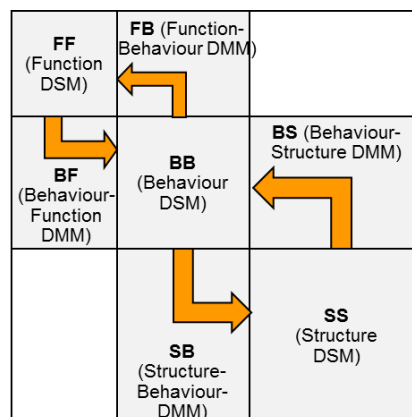 FF
(Function
DSM)
FB (Function-
Behaviour DMM)
BF
(Behaviour-
Function
DMM)
BB
(Behaviour
DSM)
BS (Behaviour-
Structure DMM)
SB
(Structure-
Behaviour-
DMM)
SS
(Structure
DSM)